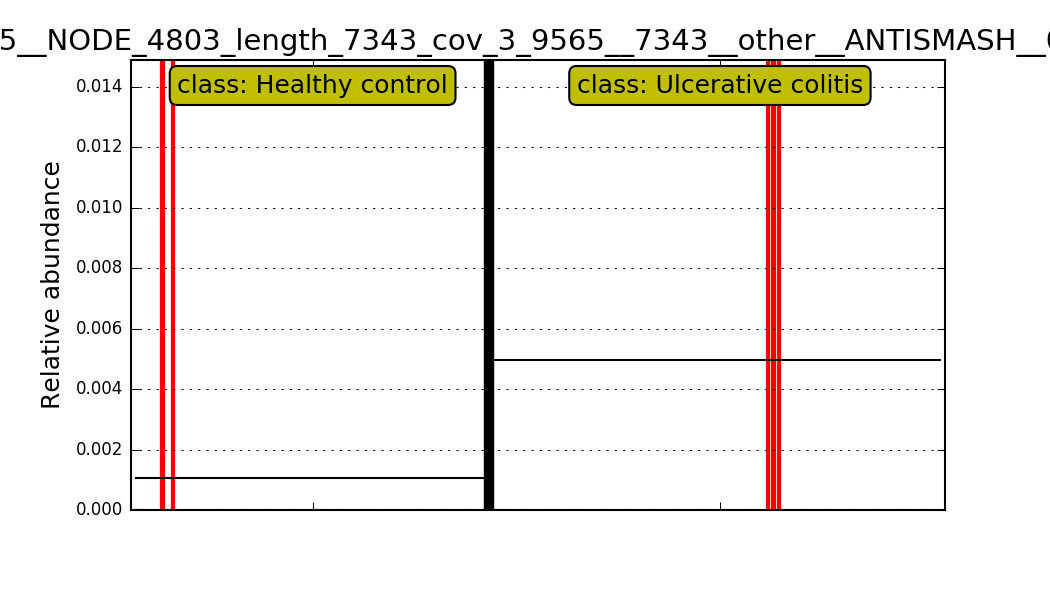 5__NODE_4803_length_7343_cov_3_9565__7343__other__ANTISMASH__
class: Healthy control
class: Ulcerative colitis
Relative abundance
0.014
0.012
0.010
0.008
0.006
0.004
0.002
0.000